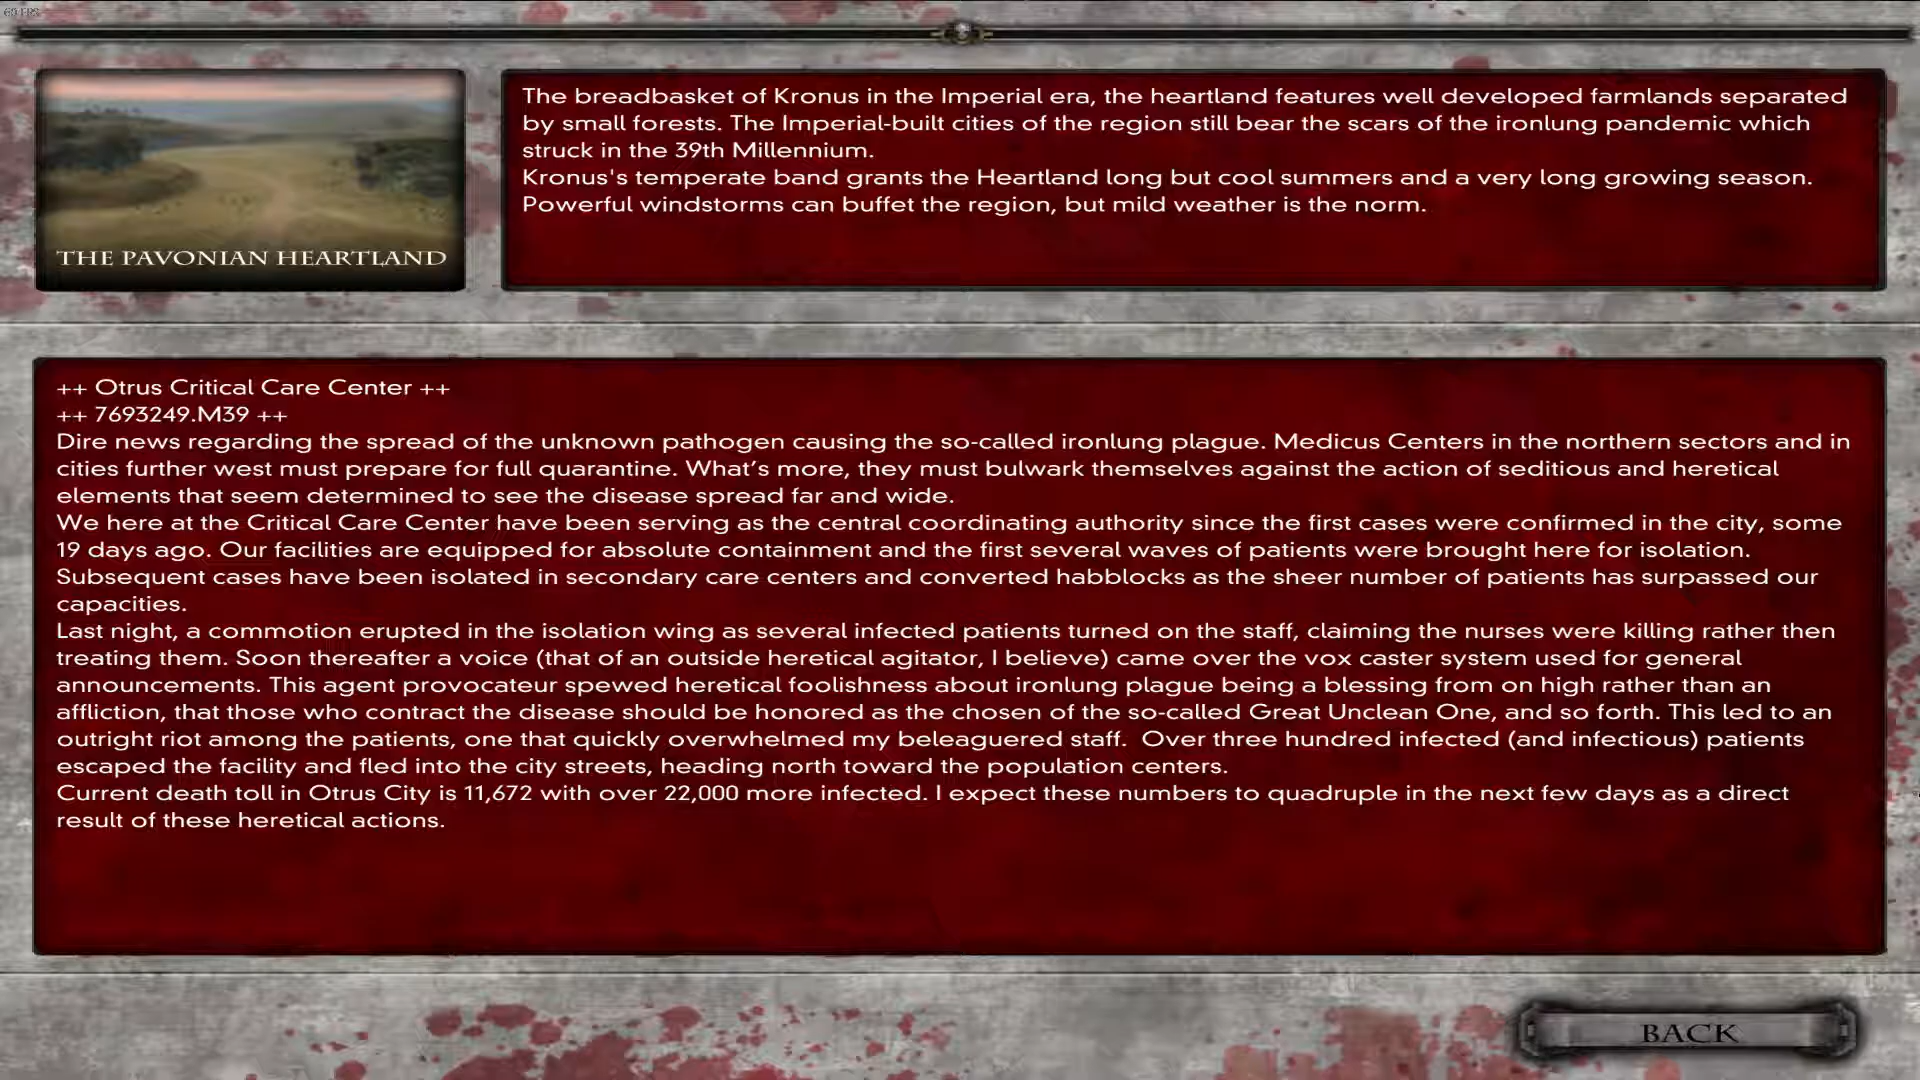 60 FPS
The breadbasket of Kronus in the Imperial era, the heartland features well developed farmlands separated
by small forests. The Imperial-built cities of the region still bear the scars of the ironlung pandemic which
struck in the 39th Millennium.
Kronus's temperate band grants the Heartland long but cool summers and a very long growing season.
Powerful windstorms can buffet the region, but mild weather is the norm.
THE PAVONIAN HEARTLAND
++ Otrus Critical Care Center ++
++ 7693249.M39 ++
Dire news regarding the spread of the unknown pathogen causing the so-called ironlung plague. Medicus Centers in the northern sectors and in
cities further west must prepare for full quarantine. What’s more, they must bulwark themselves against the action of seditious and heretical
elements that seem determined to see the disease spread far and wide.
We here at the Critical Care Center have been serving as the central coordinating authority since the first cases were confirmed in the city, some
19 days ago. Our facilities are equipped for absolute containment and the first several waves of patients were brought here for isolation.
Subsequent cases have been isolated in secondary care centers and converted habblocks as the sheer number of patients has surpassed our
capacities.
Last night, a commotion erupted in the isolation wing as several infected patients turned on the staff, claiming the nurses were killing rather then
treating them. Soon thereafter a voice (that of an outside heretical agitator, I believe) came over the vox caster system used for general
announcements. This agent provocateur spewed heretical foolishness about ironlung plague being a blessing from on high rather than an
affliction, that those who contract the disease should be honored as the chosen of the so-called Great Unclean One, and so forth. This led to an
outright riot among the patients, one that quickly overwhelmed my beleaguered staff.  Over three hundred infected (and infectious) patients
escaped the facility and fled into the city streets, heading north toward the population centers.
Current death toll in Otrus City is 11,672 with over 22,000 more infected. I expect these numbers to quadruple in the next few days as a direct
result of these heretical actions.
BACK